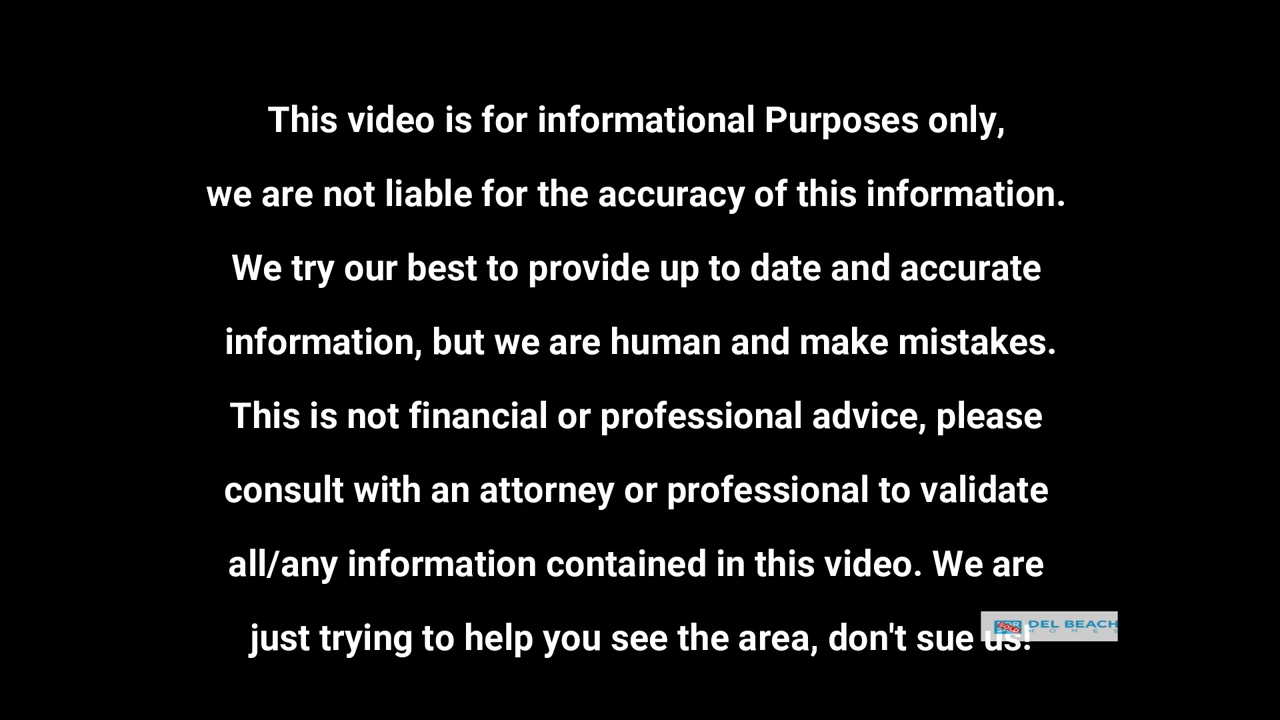 This video is for informational Purposes only,
we are not liable for the accuracy of this information.
We try our best to provide up to date and accurate
information, but we are human and make mistakes.
This is not financial or professional advice, please
consult with an attorney or professional to validate
all/any information contained in this video. We are
just trying to help you see the area, don't sue us!
SOLD
DEL BEACH
HOMES